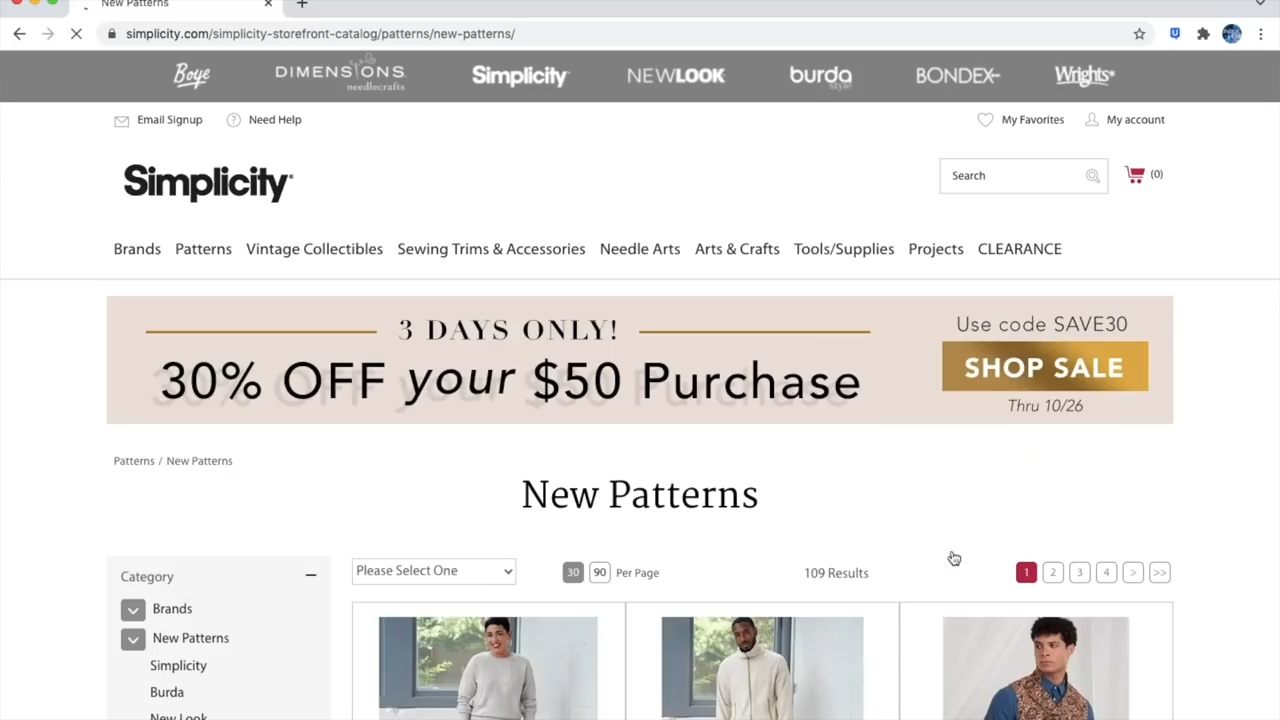 New Patterns
simplicity.com/simplicity-storefront-catalog/patterns/new-patterns/
Boye DIMENSIONS needlecrafts Simplicity NEWLOOK burda style BONDEX Wrights
Email Signup Need Help My Favorites My account
Simplicity
Search (0)
Brands Patterns Vintage Collectibles Sewing Trims & Accessories Needle Arts Arts & Crafts Tools/Supplies Projects CLEARANCE
3 DAYS ONLY!
30% OFF your $50 Purchase
Use code SAVE30
SHOP SALE
Thru 10/26
Patterns / New Patterns
New Patterns
Category
Brands
New Patterns
Simplicity
Burda
New Look
Please Select One 30 90 Per Page 109 Results 1 2 3 4 > >>